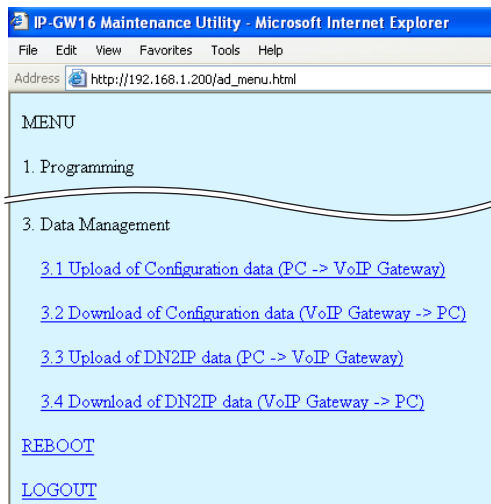 IP-GW16 Maintenance Utility - Microsoft Internet Explorer
File Edit View Favorites Tools Help
Address http://192.168.1.200/ad_menu.html
MENU
1. Programming
3. Data Management
3.1 Upload of Configuration data (PC -> VoIP Gateway)
3.2 Download of Configuration data (VoIP Gateway -> PC)
3.3 Upload of DN2IP data (PC -> VoIP Gateway)
3.4 Download of DN2IP data (VoIP Gateway -> PC)
REBOOT
LOGOUT